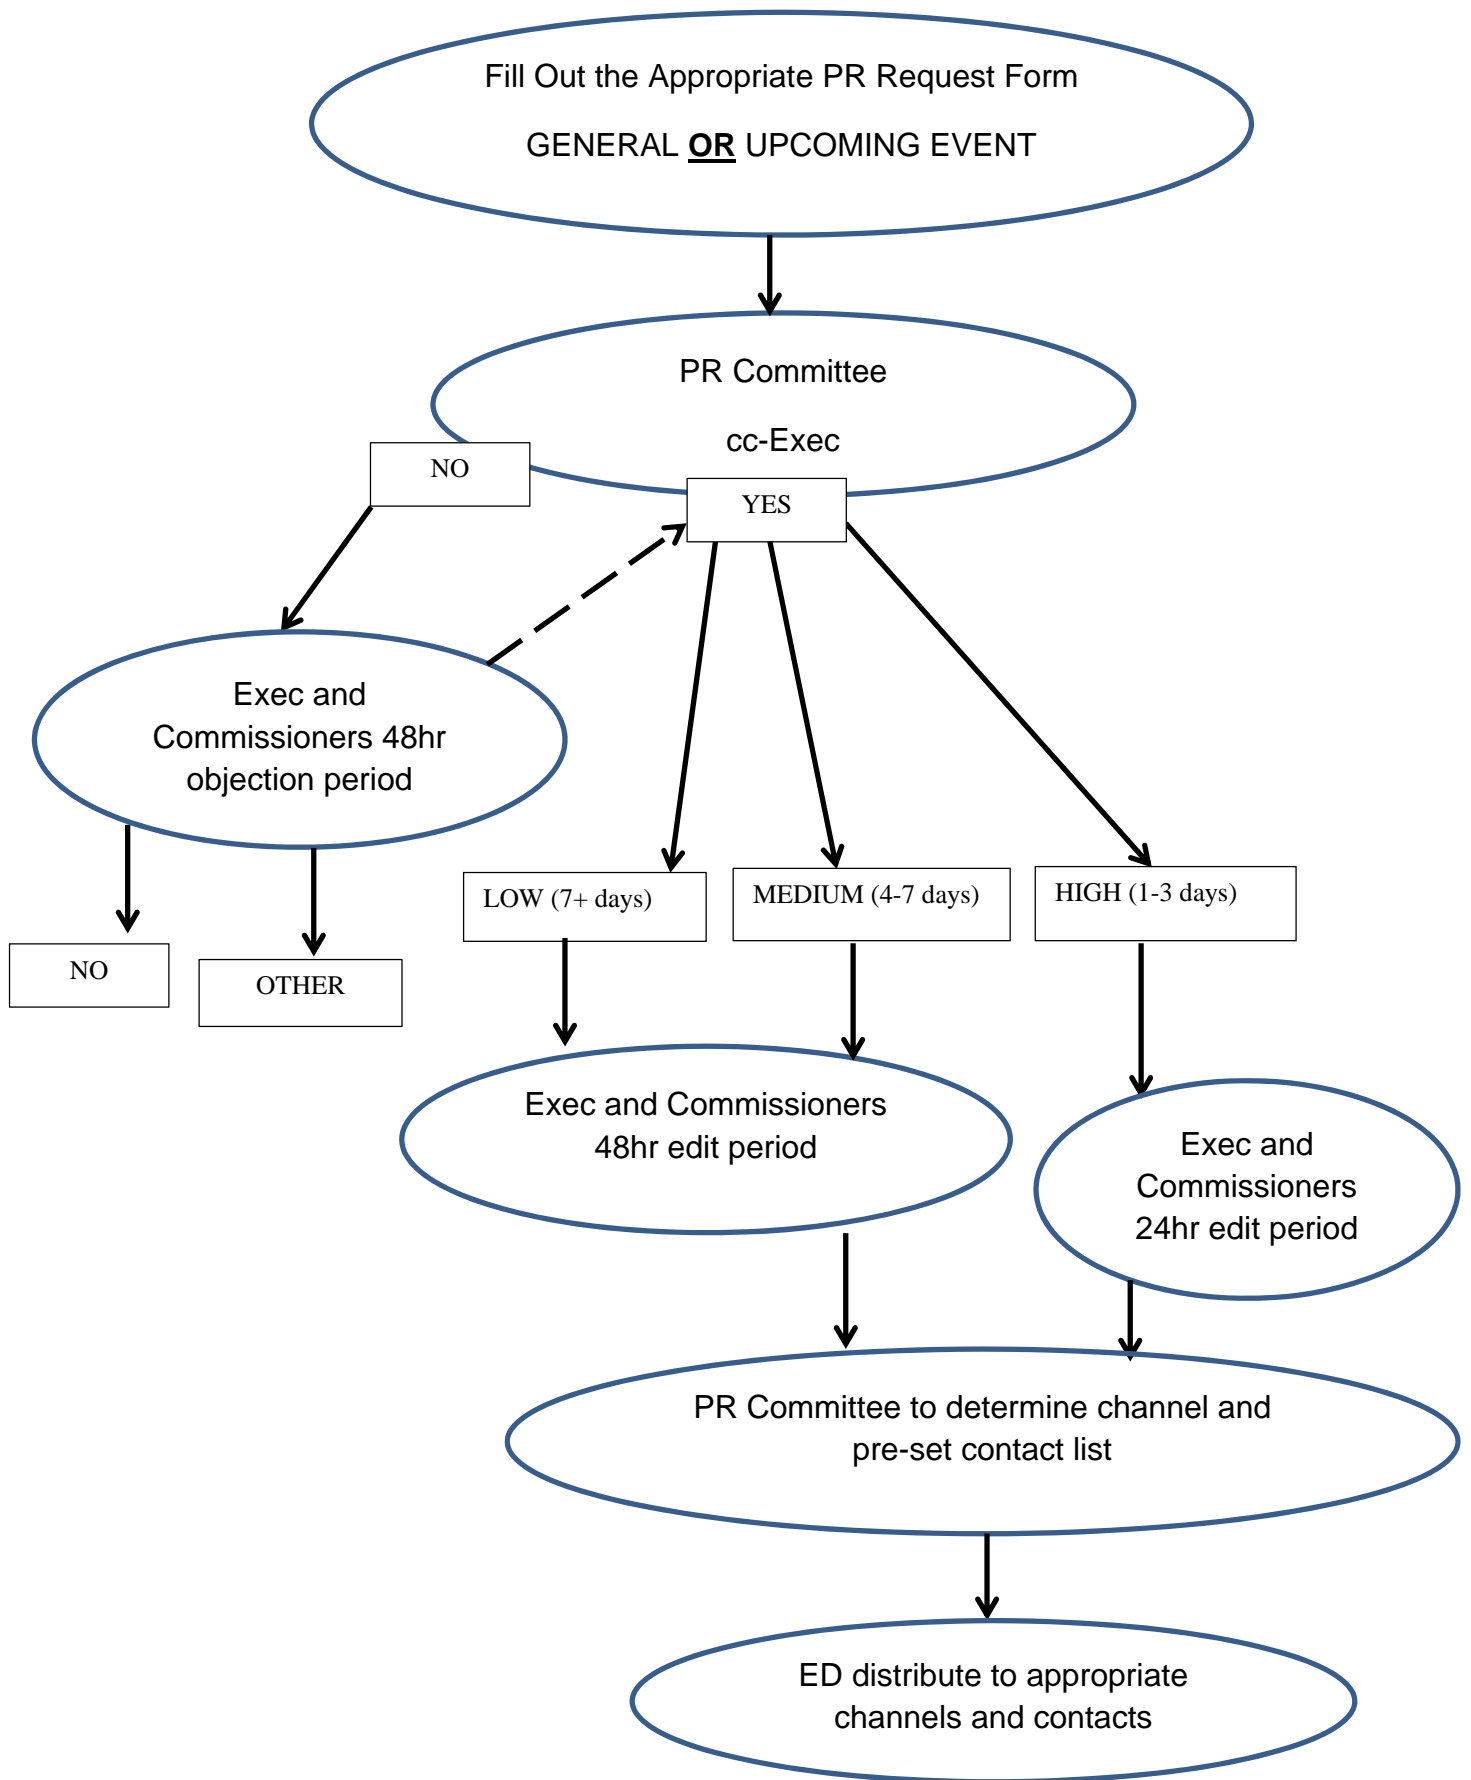 Fill Out the Appropriate PR Request Form
GENERAL OR UPCOMING EVENT
PR Committee
cc-Exec
NO
YES
Exec and
Commissioners 48hr
objection period
LOW (7+ days)
MEDIUM (4-7 days)
HIGH (1-3 days)
NO
OTHER
Exec and Commissioners
48hr edit period
Exec and
Commissioners
24hr edit period
PR Committee to determine channel and
pre-set contact list
ED distribute to appropriate
channels and contacts